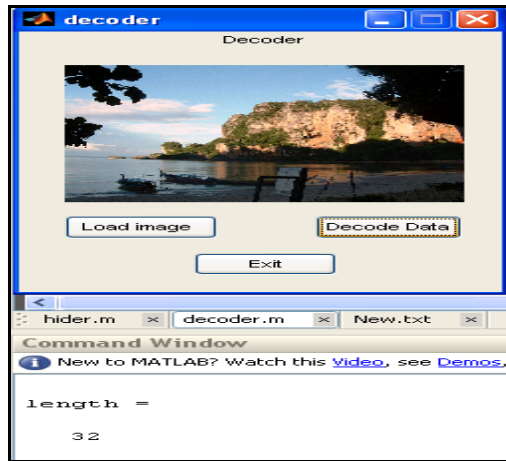 decoder
Decoder
Load image Decode Data
Exit
hider.m decoder.m New.txt
Command Window
New to MATLAB? Watch this Video, see Demos,
length =
32